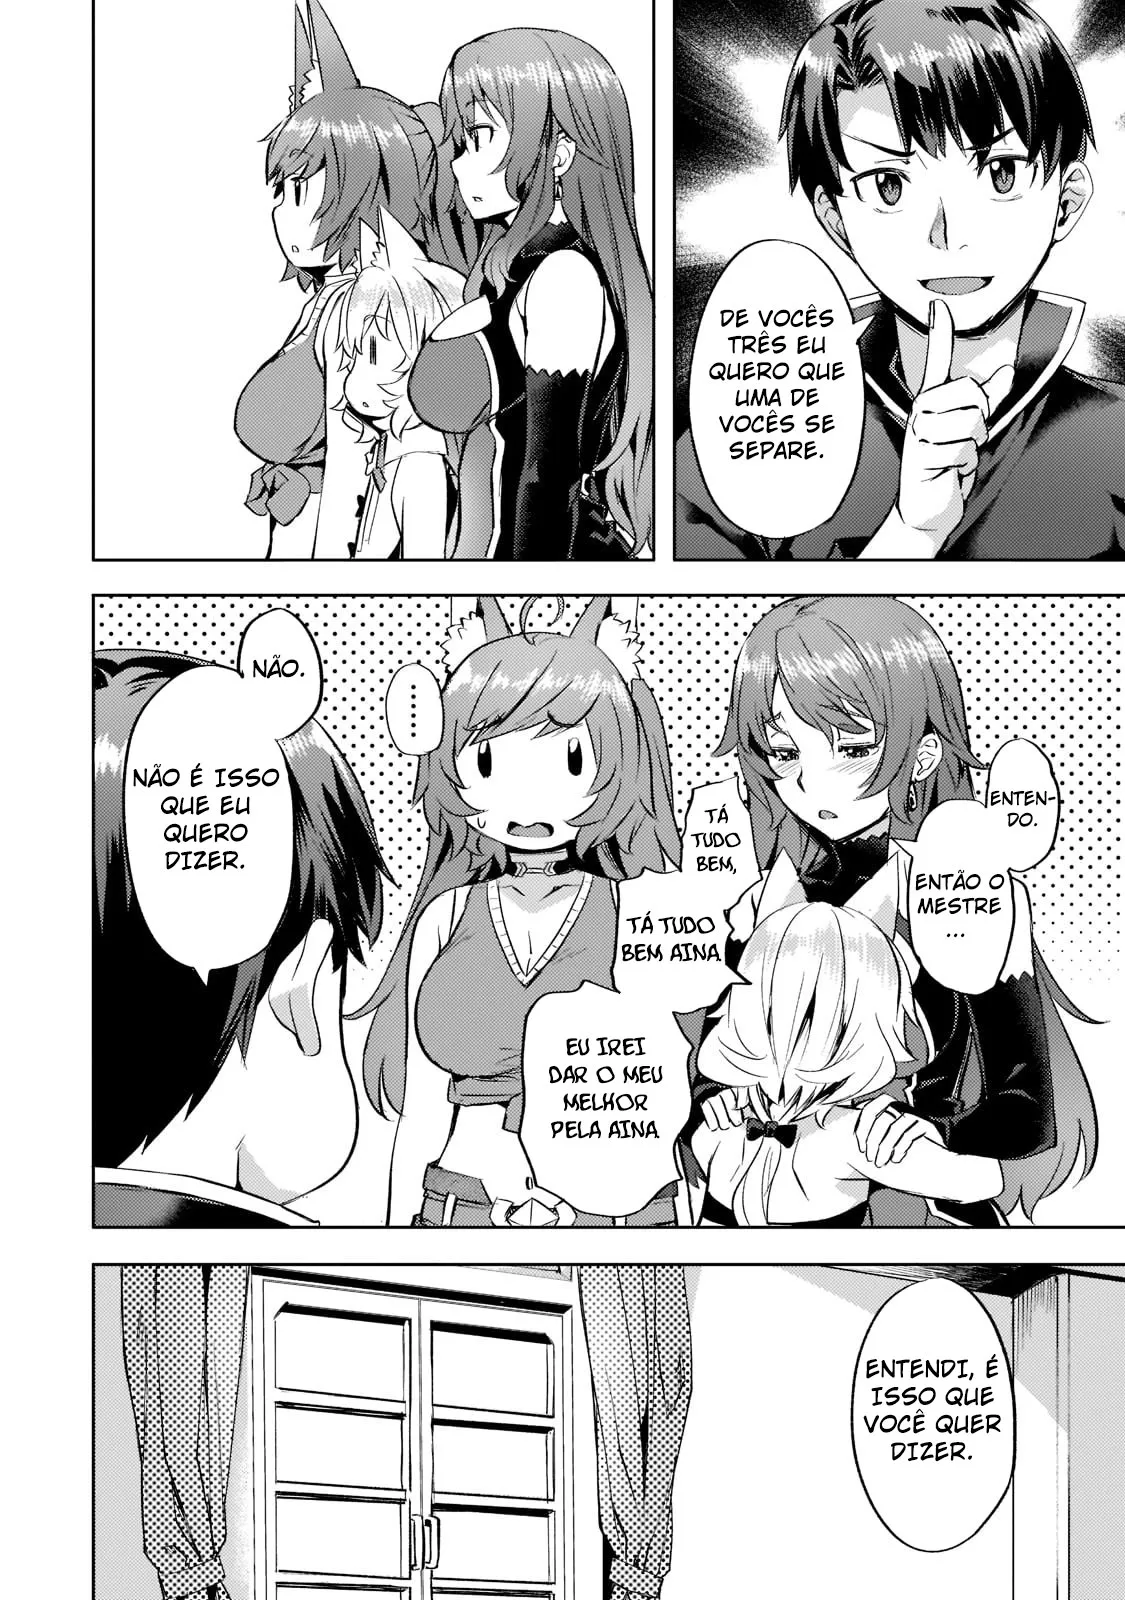 DE VOCÊS
TRÊS EU
QUERO QUE
UMA DE
VOCÊS SE
SEPARE.
ENTEN-
DO.
ENTÃO O
MESTRE
...
TÁ
TUDO
BEM,
TÁ TUDO
BEM AINA.
EU IREI
DAR O MEU
MELHOR
PELA AINA.
......
NÃO.
NÃO É ISSO
QUE EU
QUERO
DIZER.
ENTENDI, É
ISSO QUE
VOCÊ QUER
DIZER.